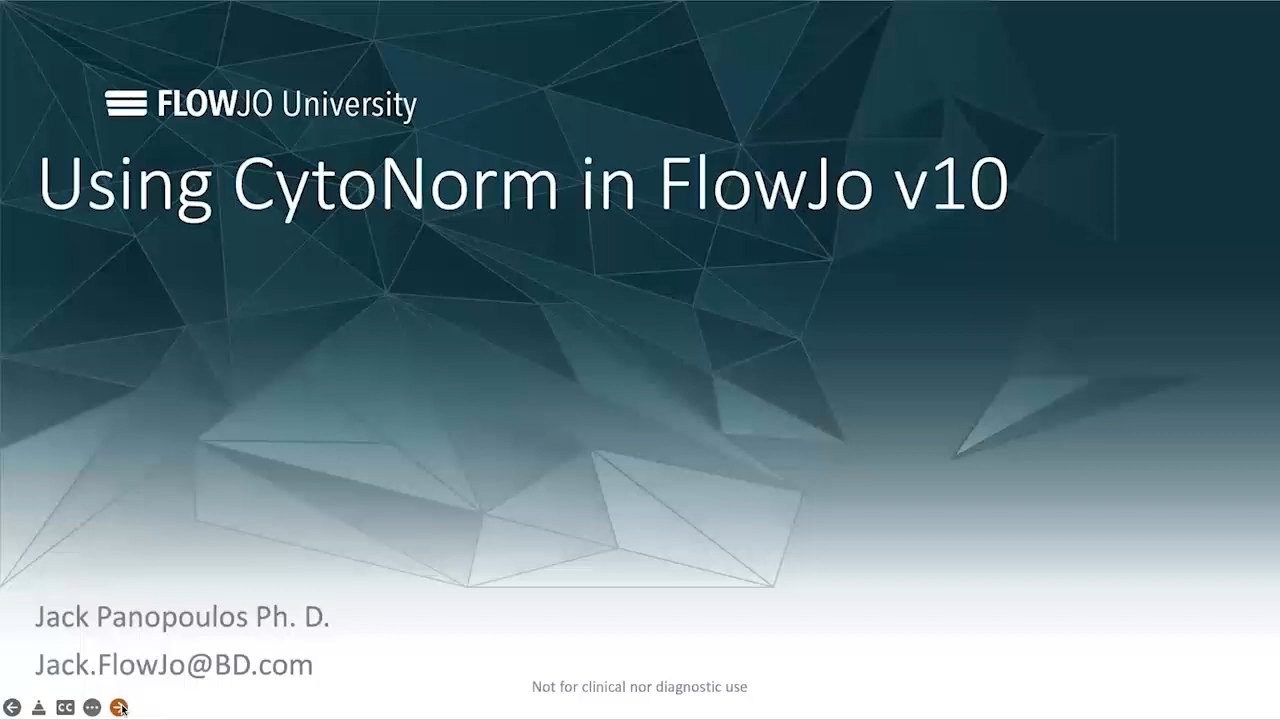 FLOWJO University
Using CytoNorm in FlowJo v10
Jack Panopoulos Ph. D.
Jack.FlowJo@BD.com
Not for clinical nor diagnostic use
CC